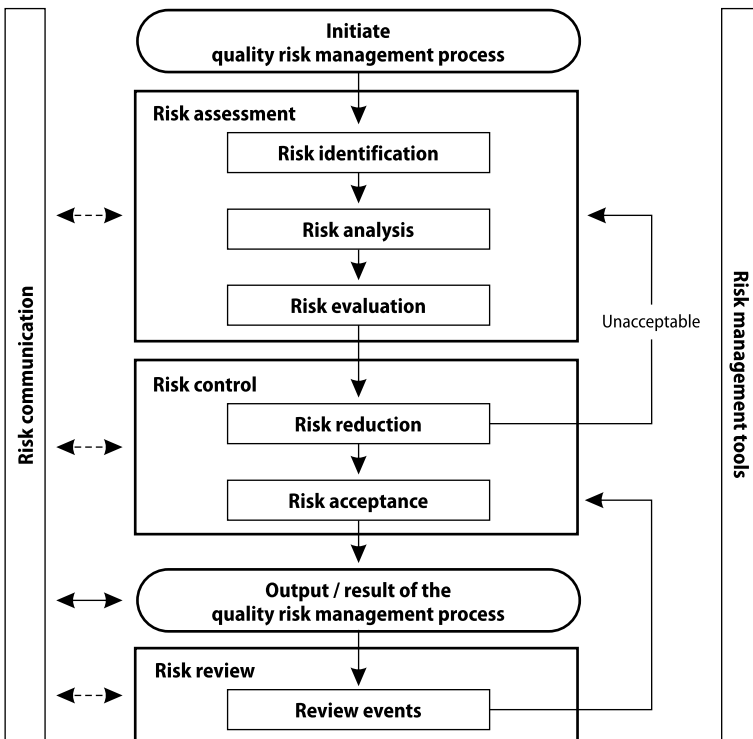 Initiate
quality risk management process
Risk assessment
Risk identification
Risk analysis
Risk evaluation
Unacceptable
Risk control
Risk reduction
Risk acceptance
Output / result of the
quality risk management process
Risk review
Review events
Risk communication
Risk management tools